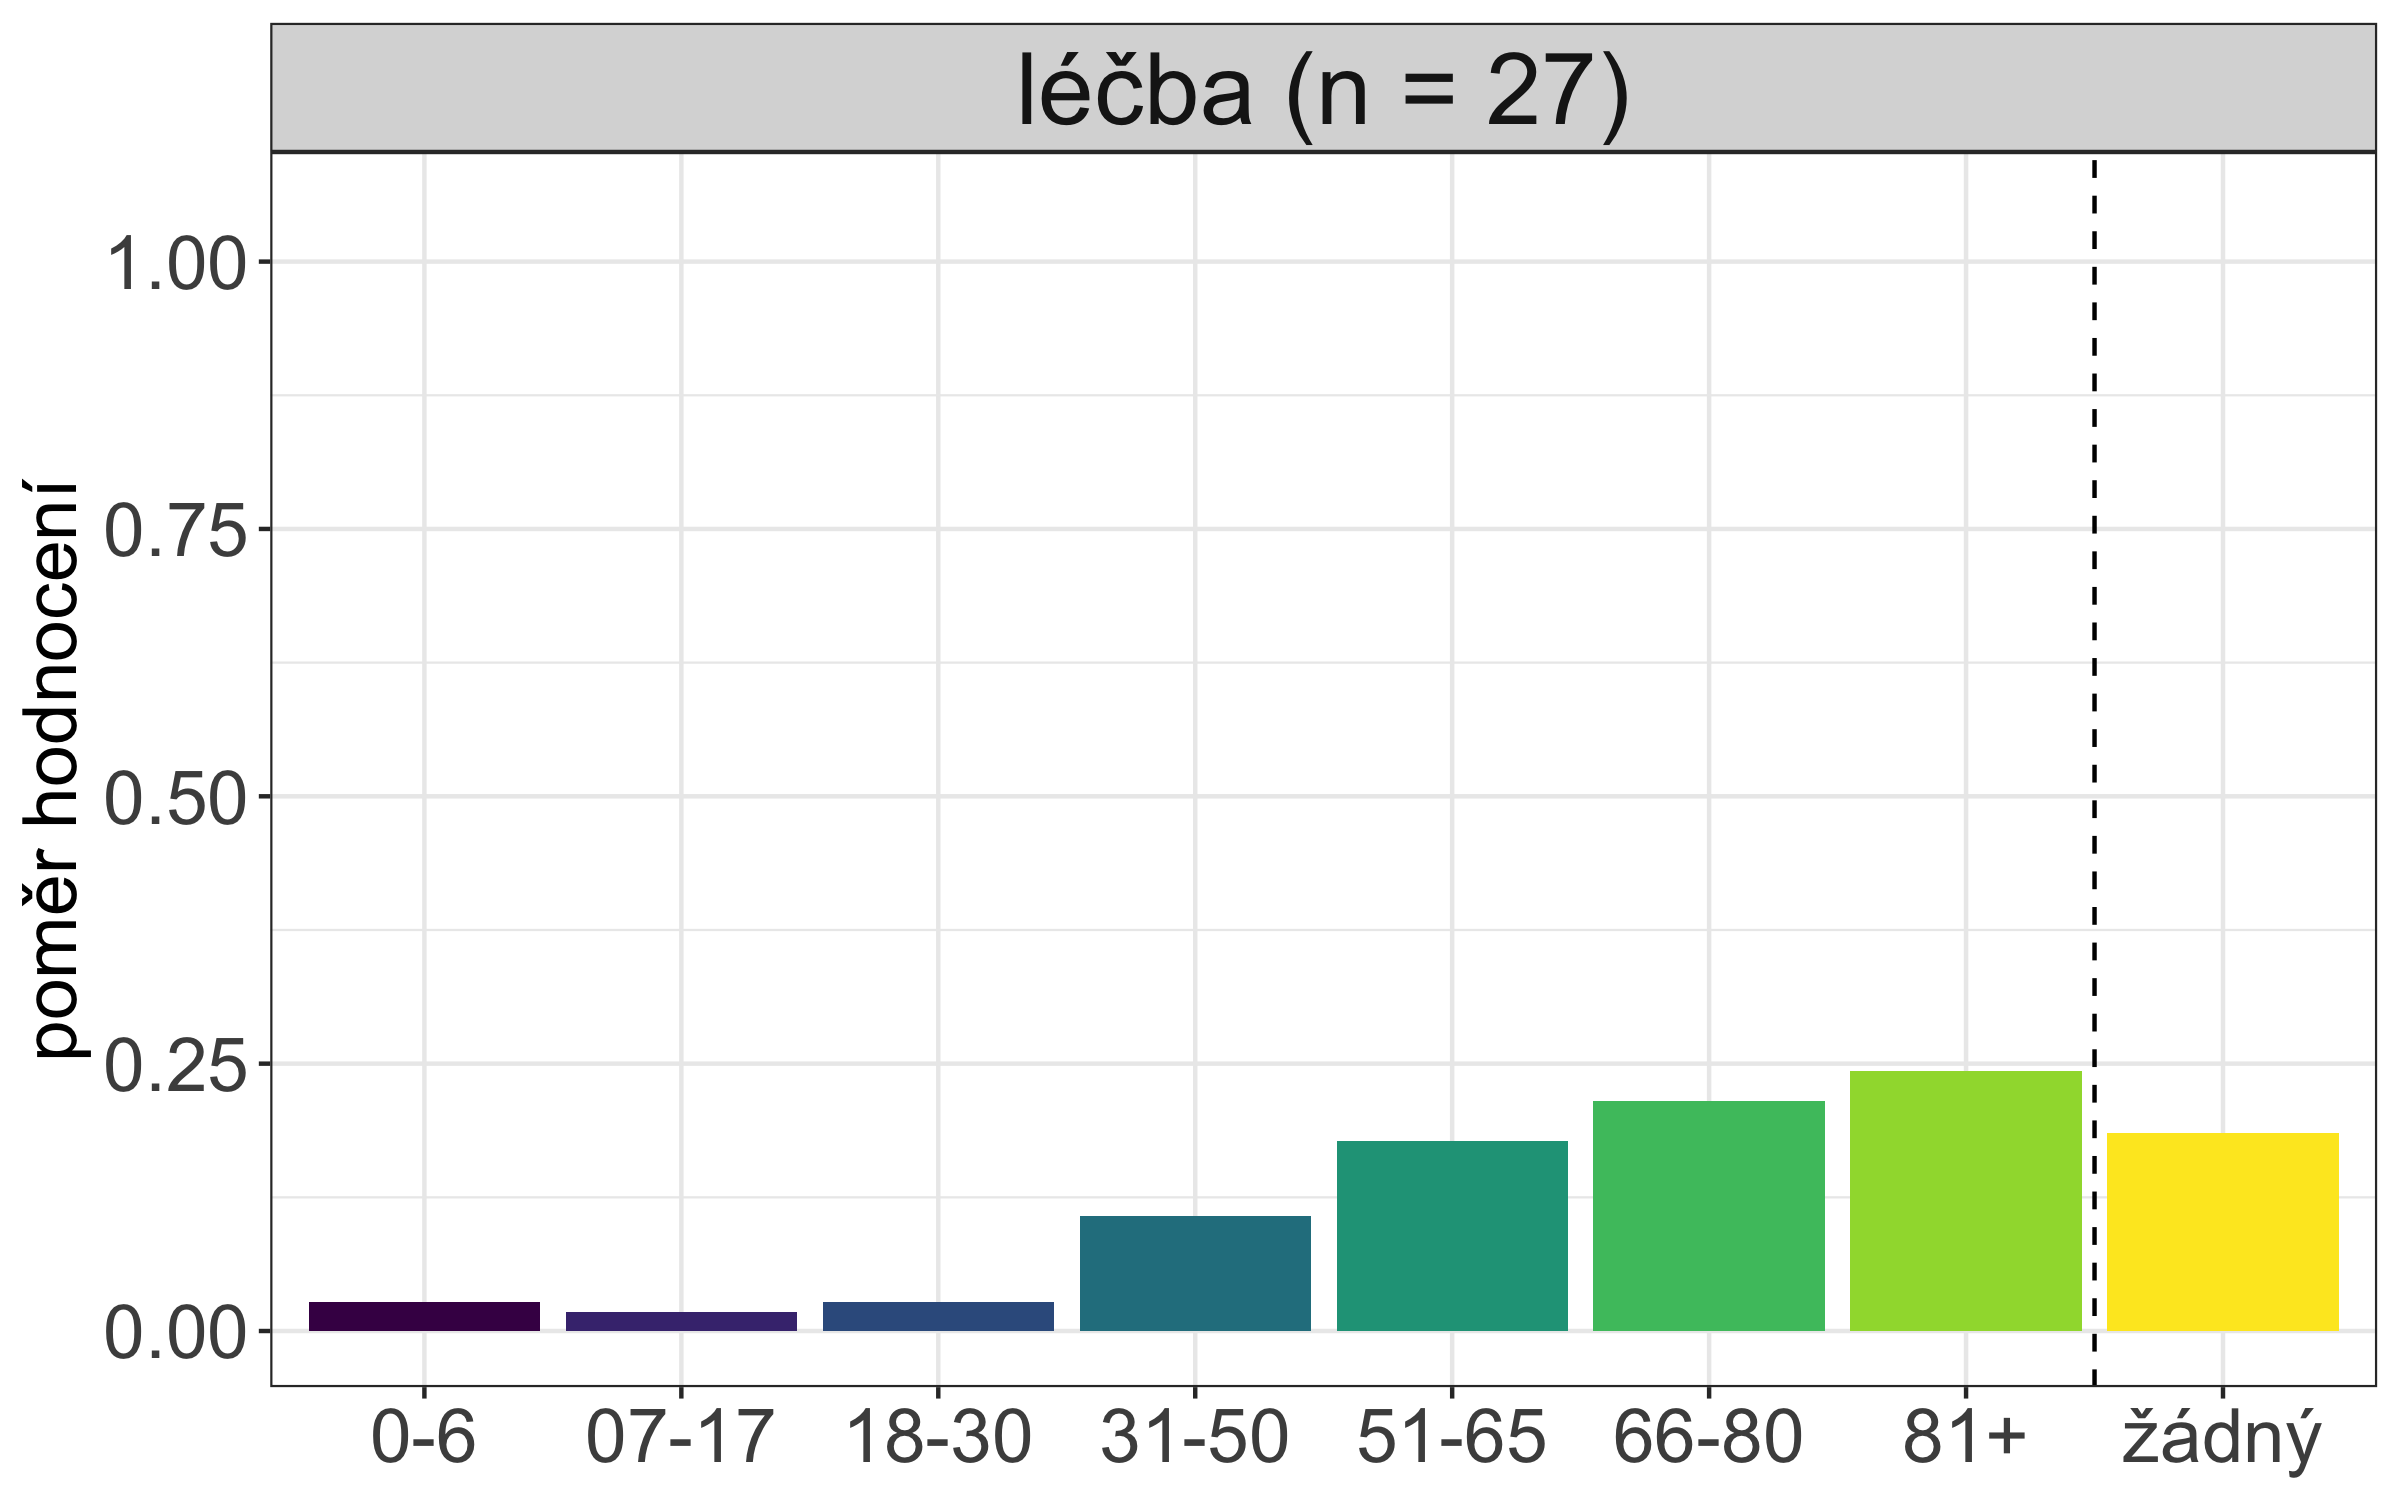 léčba (n = 27)
poměr hodnocení
1.00
0.75
0.50
0.25
0.00
0-6 07-17 18-30 31-50 51-65 66-80 81+ žádný